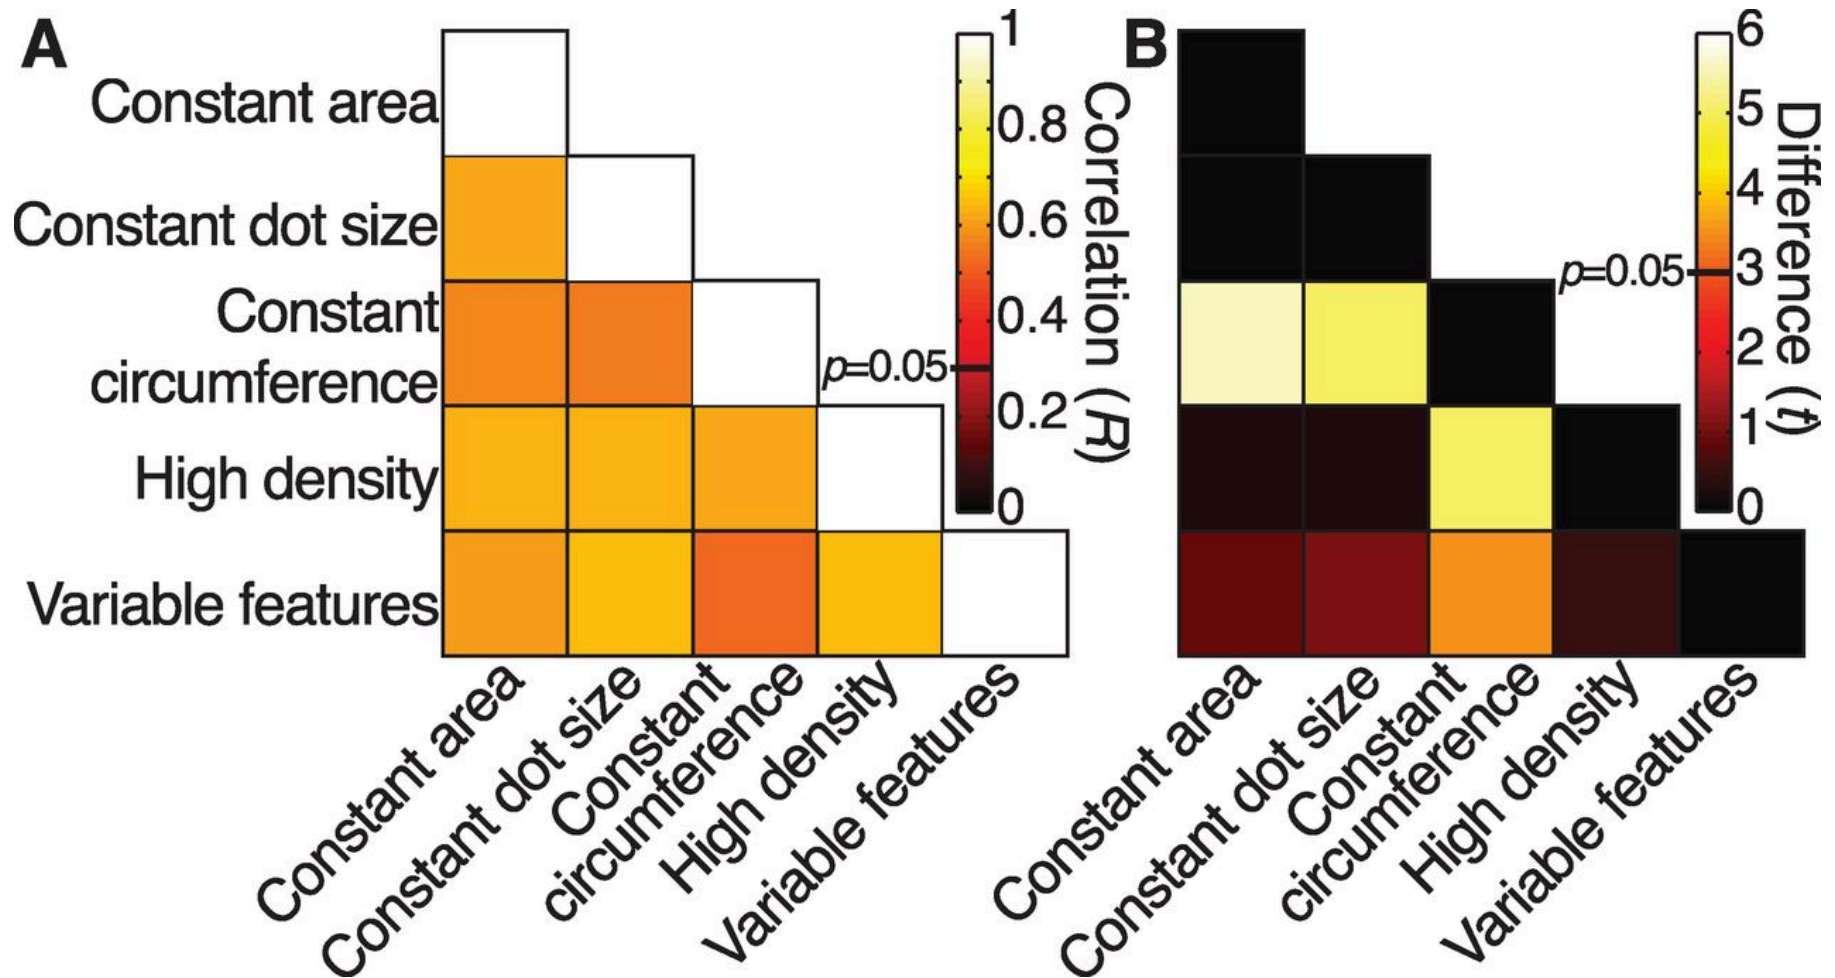 A
Constant area
Constant dot size
Constant
circumference
High density
Variable features
Constant area
Constant dot size
Constant
circumference
High density
Variable features
p=0.05
1
0.8
0.6
0.4
0.2
0
Correlation (R)
B
Constant area
Constant dot size
Constant
circumference
High density
Variable features
p=0.05
6
5
4
3
2
1
0
Difference (t)